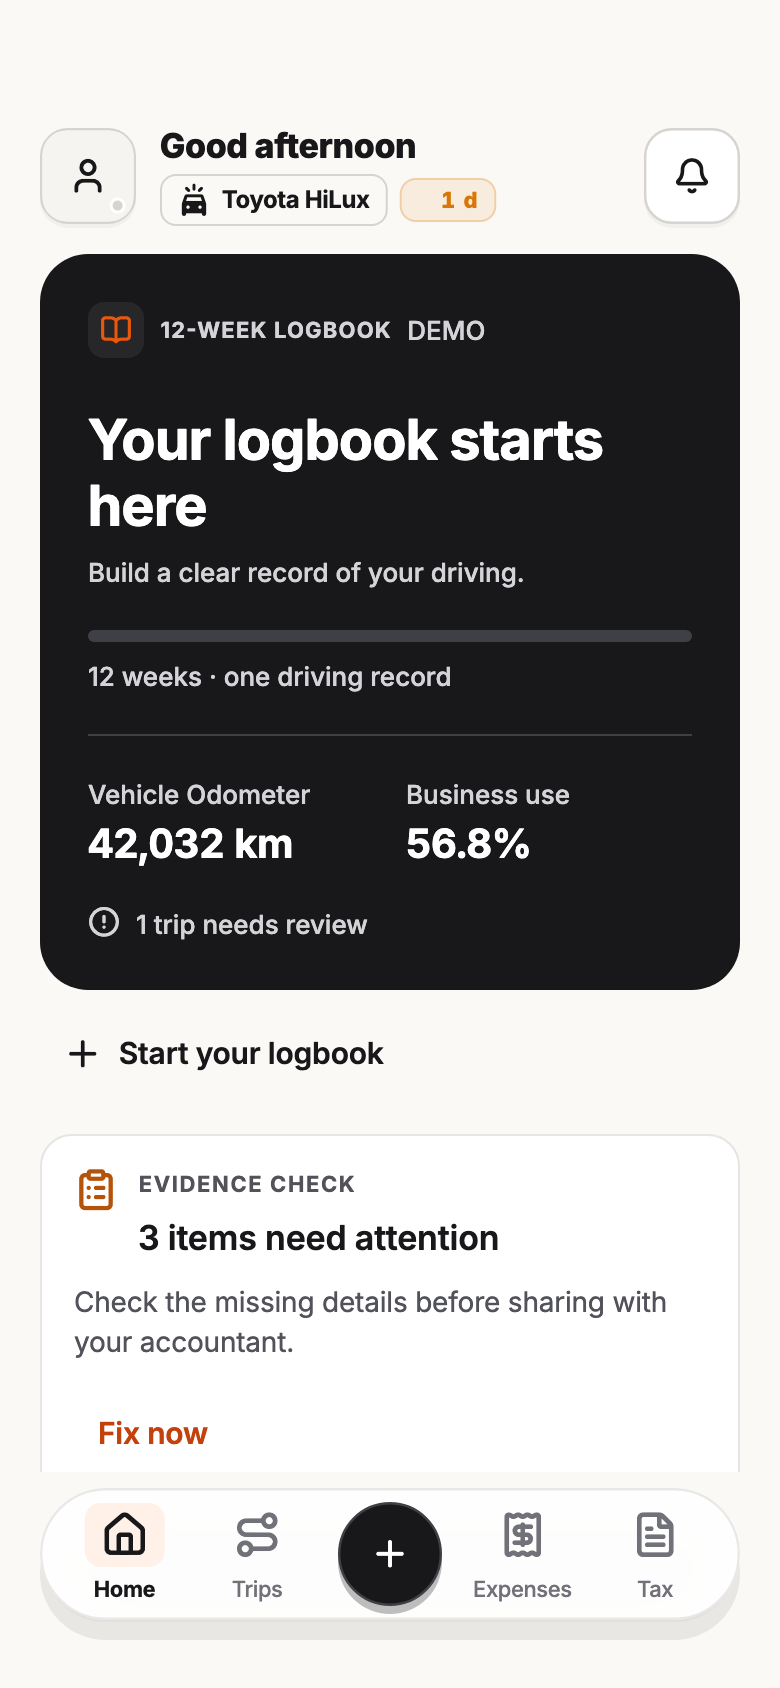 Good afternoon
Toyota HiLux
1 d
12-WEEK LOGBOOK DEMO
Your logbook starts
here
Build a clear record of your driving.
12 weeks · one driving record
Vehicle Odometer
Business use
42,032 km
56.8%
1 trip needs review
Start your logbook
EVIDENCE CHECK
3 items need attention
Check the missing details before sharing with
your accountant.
Fix now
Home
Trips
Expenses
Tax